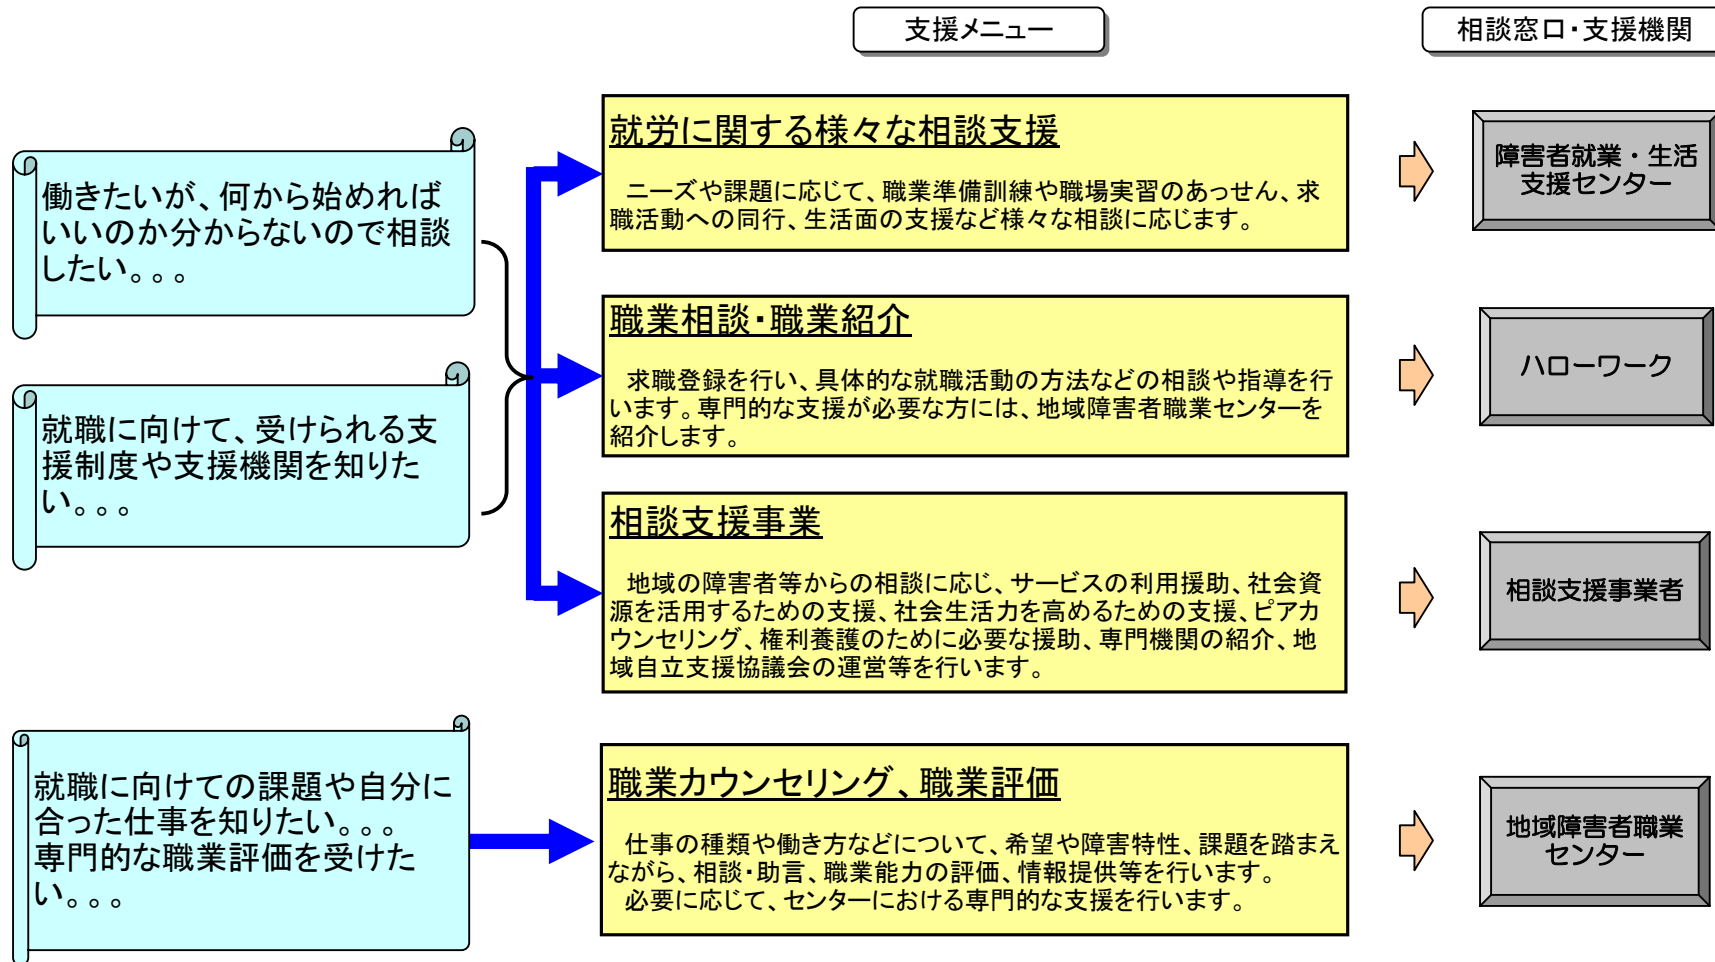 支援メニュー
相談窓口・支援機関
働きたいが、何から始めれば
いいのか分からないので相談
したい。。。
就職に向けて、受けられる支
援制度や支援機関を知りた
い。。。
就職に向けての課題や自分に
合った仕事を知りたい。。。
専門的な職業評価を受けた
い。。。
就労に関する様々な相談支援
ニーズや課題に応じて、職業準備訓練や職場実習のあっせん、求
職活動への同行、生活面の支援など様々な相談に応じます。
障害者就業・生活
支援センター
職業相談・職業紹介
求職登録を行い、具体的な就職活動の方法などの相談や指導を行
います。専門的な支援が必要な方には、地域障害者職業センターを
紹介します。
ハローワーク
相談支援事業
地域の障害者等からの相談に応じ、サービスの利用援助、社会資
源を活用するための支援、社会生活力を高めるための支援、ピアカ
ウンセリング、権利養護のために必要な援助、専門機関の紹介、地
域自立支援協議会の運営等を行います。
相談支援事業者
職業カウンセリング、職業評価
仕事の種類や働き方などについて、希望や障害特性、課題を踏まえ
ながら、相談・助言、職業能力の評価、情報提供等を行います。
必要に応じて、センターにおける専門的な支援を行います。
地域障害者職業
センター